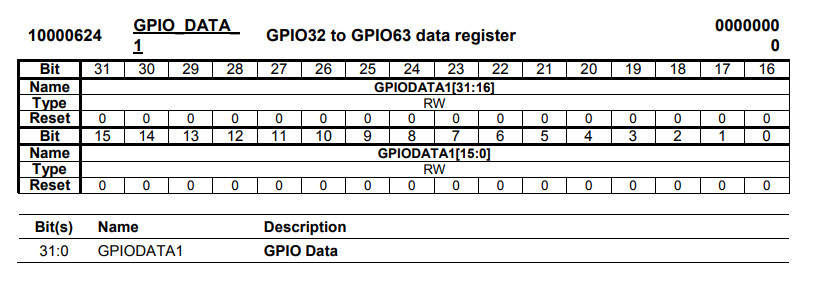 10000624 GPIO_DATA_1 GPIO32 to GPIO63 data register 00000000
Bit 31 30 29 28 27 26 25 24 23 22 21 20 19 18 17 16
Name GPIODATA1[31:16]
Type RW
Reset 0 0 0 0 0 0 0 0 0 0 0 0 0 0 0 0
Bit 15 14 13 12 11 10 9 8 7 6 5 4 3 2 1 0
Name GPIODATA1[15:0]
Type RW
Reset 0 0 0 0 0 0 0 0 0 0 0 0 0 0 0 0
Bit(s) Name Description
31:0 GPIODATA1 GPIO Data